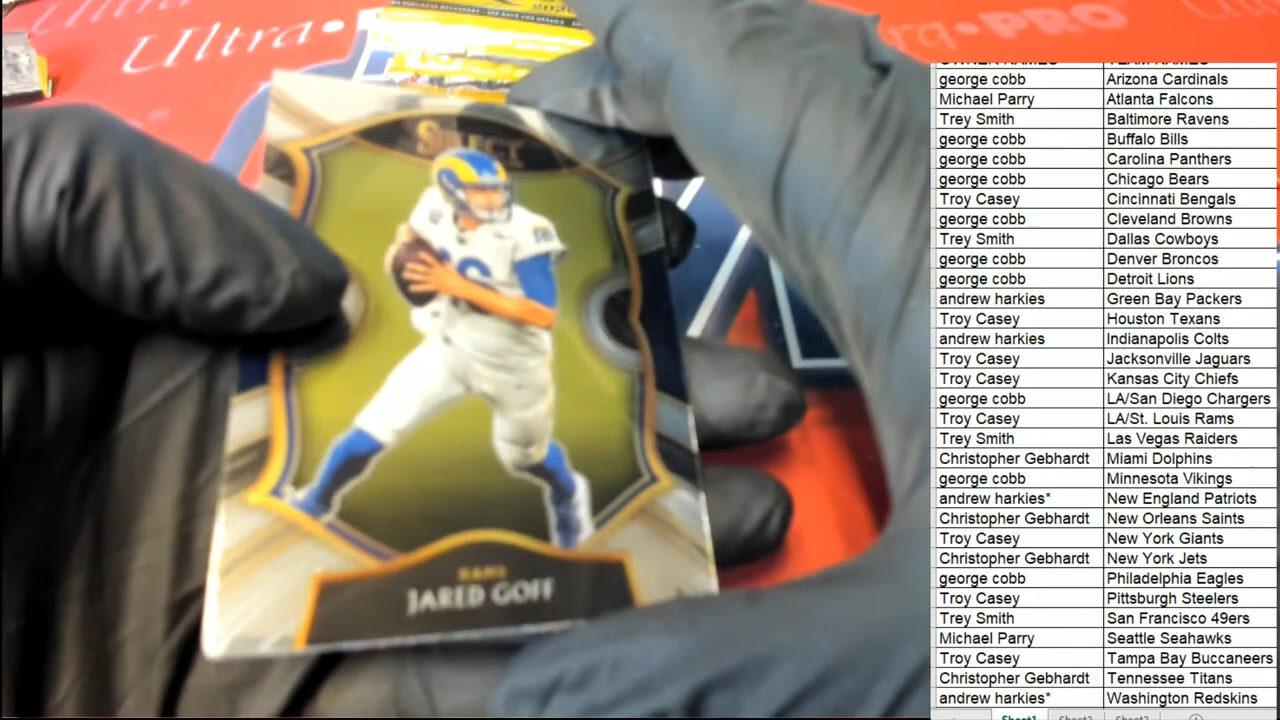 Ultra
Ultra
PRO
SELECT
RAMS
JARED GOFF
george cobb Arizona Cardinals
Michael Parry Atlanta Falcons
Trey Smith Baltimore Ravens
george cobb Buffalo Bills
george cobb Carolina Panthers
george cobb Chicago Bears
Troy Casey Cincinnati Bengals
george cobb Cleveland Browns
Trey Smith Dallas Cowboys
george cobb Denver Broncos
george cobb Detroit Lions
andrew harkies Green Bay Packers
Troy Casey Houston Texans
andrew harkies Indianapolis Colts
Troy Casey Jacksonville Jaguars
Troy Casey Kansas City Chiefs
george cobb LA/San Diego Chargers
Troy Casey LA/St. Louis Rams
Trey Smith Las Vegas Raiders
Christopher Gebhardt Miami Dolphins
george cobb Minnesota Vikings
andrew harkies* New England Patriots
Christopher Gebhardt New Orleans Saints
Troy Casey New York Giants
Christopher Gebhardt New York Jets
george cobb Philadelphia Eagles
Troy Casey Pittsburgh Steelers
Trey Smith San Francisco 49ers
Michael Parry Seattle Seahawks
Troy Casey Tampa Bay Buccaneers
Christopher Gebhardt Tennessee Titans
andrew harkies* Washington Redskins
Sheet1 Sheet2 Sheet3